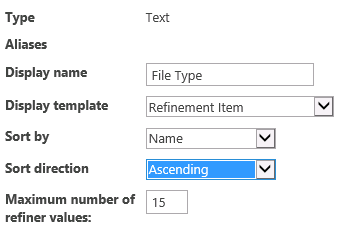 Type Text
Aliases
Display name File Type
Display template Refinement Item
Sort by Name
Sort direction Ascending
Maximum number of 15
refiner values: